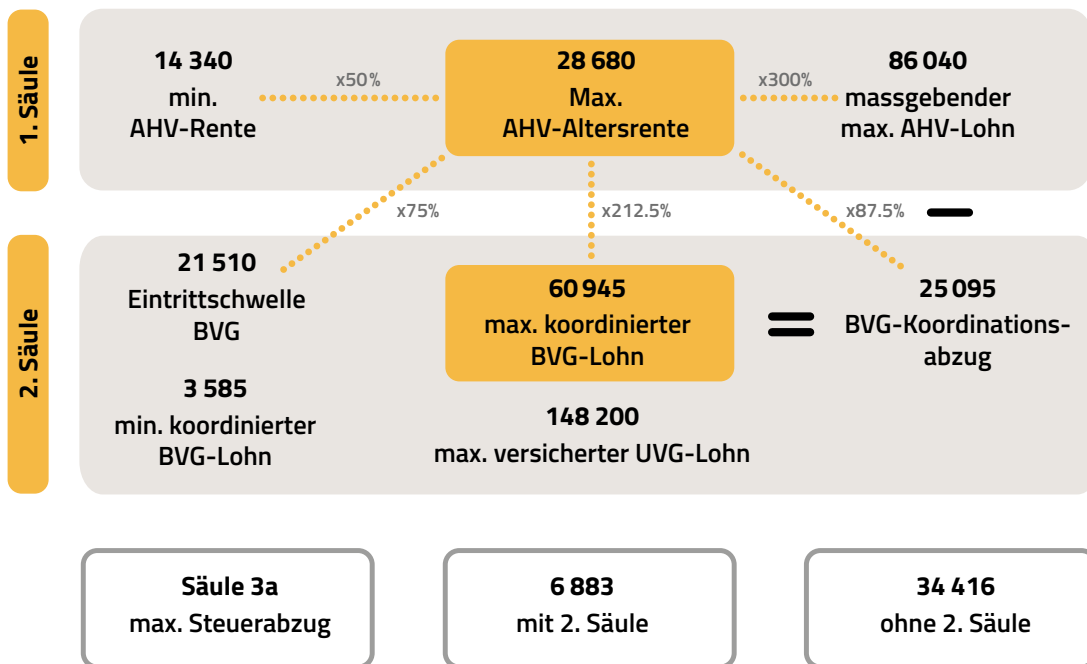 1. Säule
14 340
min.
AHV-Rente
x50%
28 680
Max.
AHV-Altersrente
x300%
86 040
massgebender
max. AHV-Lohn
x75%
x212.5%
x87.5%
2. Säule
21 510
Eintrittschwelle
BVG
3 585
min. koordinierter
BVG-Lohn
60 945
max. koordinierter
BVG-Lohn
=
25 095
BVG-Koordinations-
abzug
148 200
max. versicherter UVG-Lohn
Säule 3a
max. Steuerabzug
6 883
mit 2. Säule
34 416
ohne 2. Säule